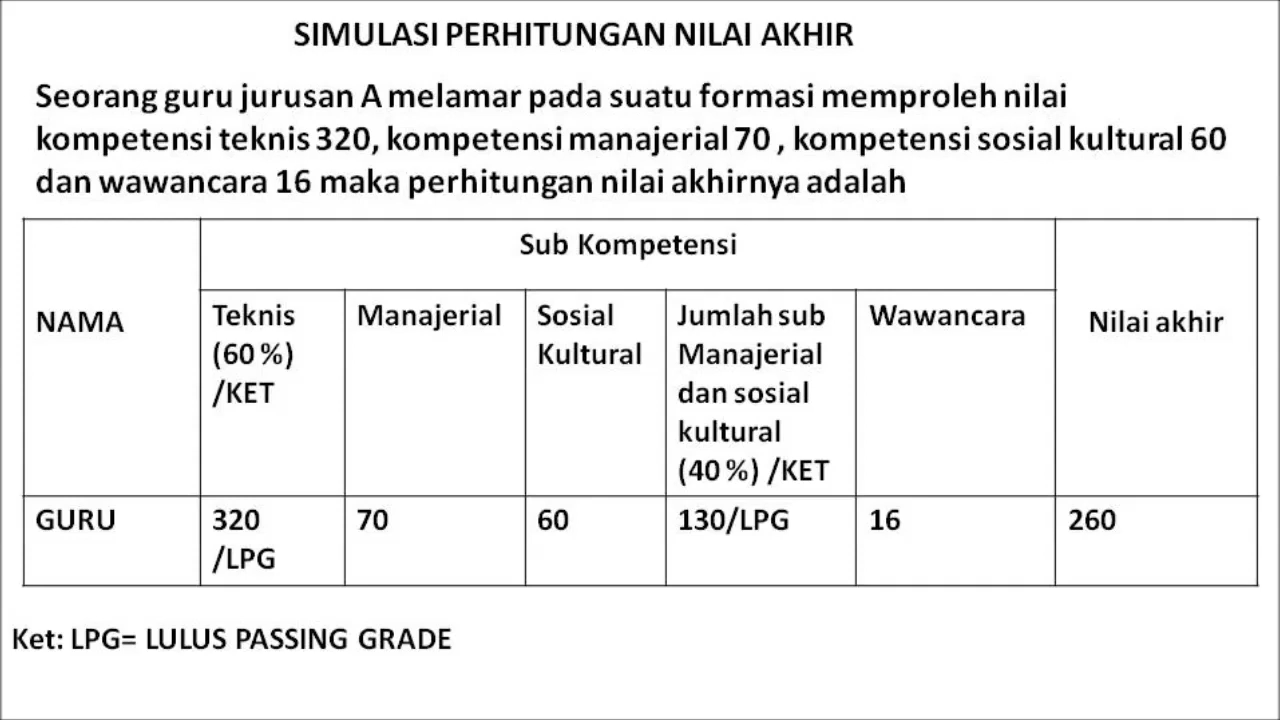 SIMULASI PERHITUNGAN NILAI AKHIR
Seorang guru jurusan A melamar pada suatu formasi memproleh nilai
kompetensi teknis 320, kompetensi manajerial 70 , kompetensi sosial kultural 60
dan wawancara 16 maka perhitungan nilai akhirnya adalah
NAMA
Sub Kompetensi
Nilai akhir
Teknis
(60 %)
/KET
Manajerial
Sosial
Kultural
Jumlah sub
Manajerial
dan sosial
kultural
(40 %) /KET
Wawancara
GURU
320
/LPG
70
60
130/LPG
16
260
Ket: LPG= LULUS PASSING GRADE